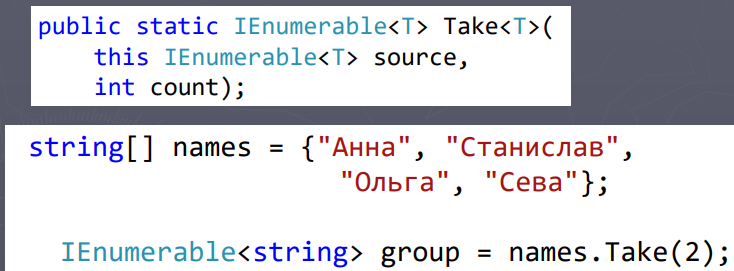 public static IEnumerable<T> Take<T>(
this IEnumerable<T> source,
int count);
string[] names = {"Анна", "Станислав",
"Ольга", "Сева"};
IEnumerable<string> group = names.Take(2);